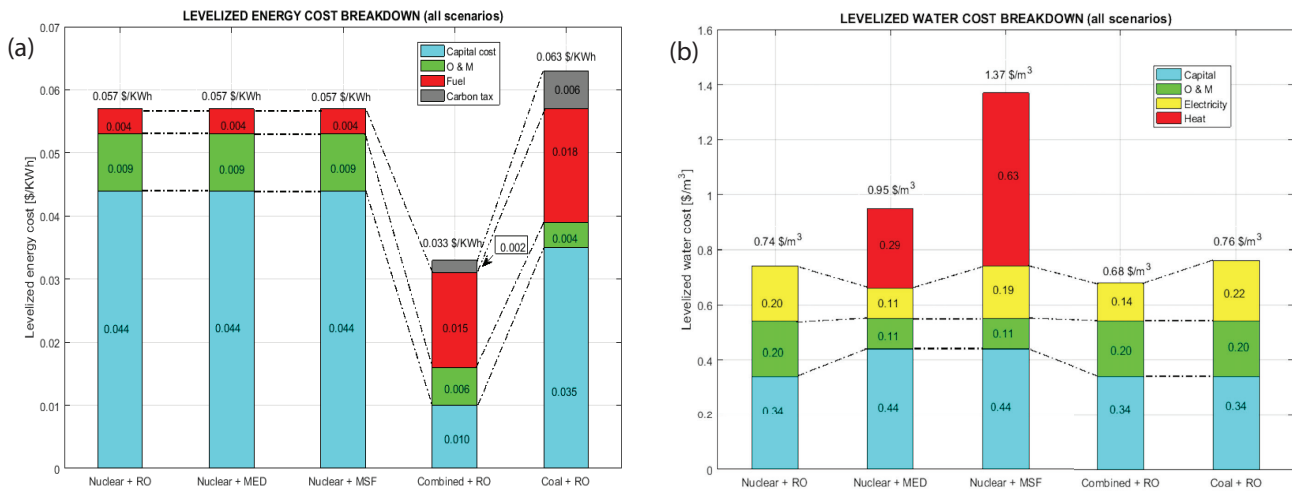 (a)
LEVELIZED ENERGY COST BREAKDOWN (all scenarios)
Levelized energy cost [$/KWh]
0.07
0.06
0.05
0.04
0.03
0.02
0.01
0
Capital cost
O & M
Fuel
Carbon tax
0.057 $/KWh
0.057 $/KWh
0.057 $/KWh
0.033 $/KWh
0.063 $/KWh
0.004
0.009
0.044
0.004
0.009
0.044
0.004
0.009
0.044
0.002
0.015
0.006
0.010
0.006
0.018
0.004
0.035
Nuclear + RO
Nuclear + MED
Nuclear + MSF
Combined + RO
Coal + RO
(b)
LEVELIZED WATER COST BREAKDOWN (all scenarios)
Levelized water cost [$/m³]
1.6
1.4
1.2
1
0.8
0.6
0.4
0.2
0
Capital
O & M
Electricity
Heat
0.74 $/m³
0.95 $/m³
1.37 $/m³
0.68 $/m³
0.76 $/m³
0.20
0.20
0.34
0.29
0.11
0.11
0.44
0.63
0.19
0.11
0.44
0.14
0.20
0.34
0.22
0.20
0.34
Nuclear + RO
Nuclear + MED
Nuclear + MSF
Combined + RO
Coal + RO